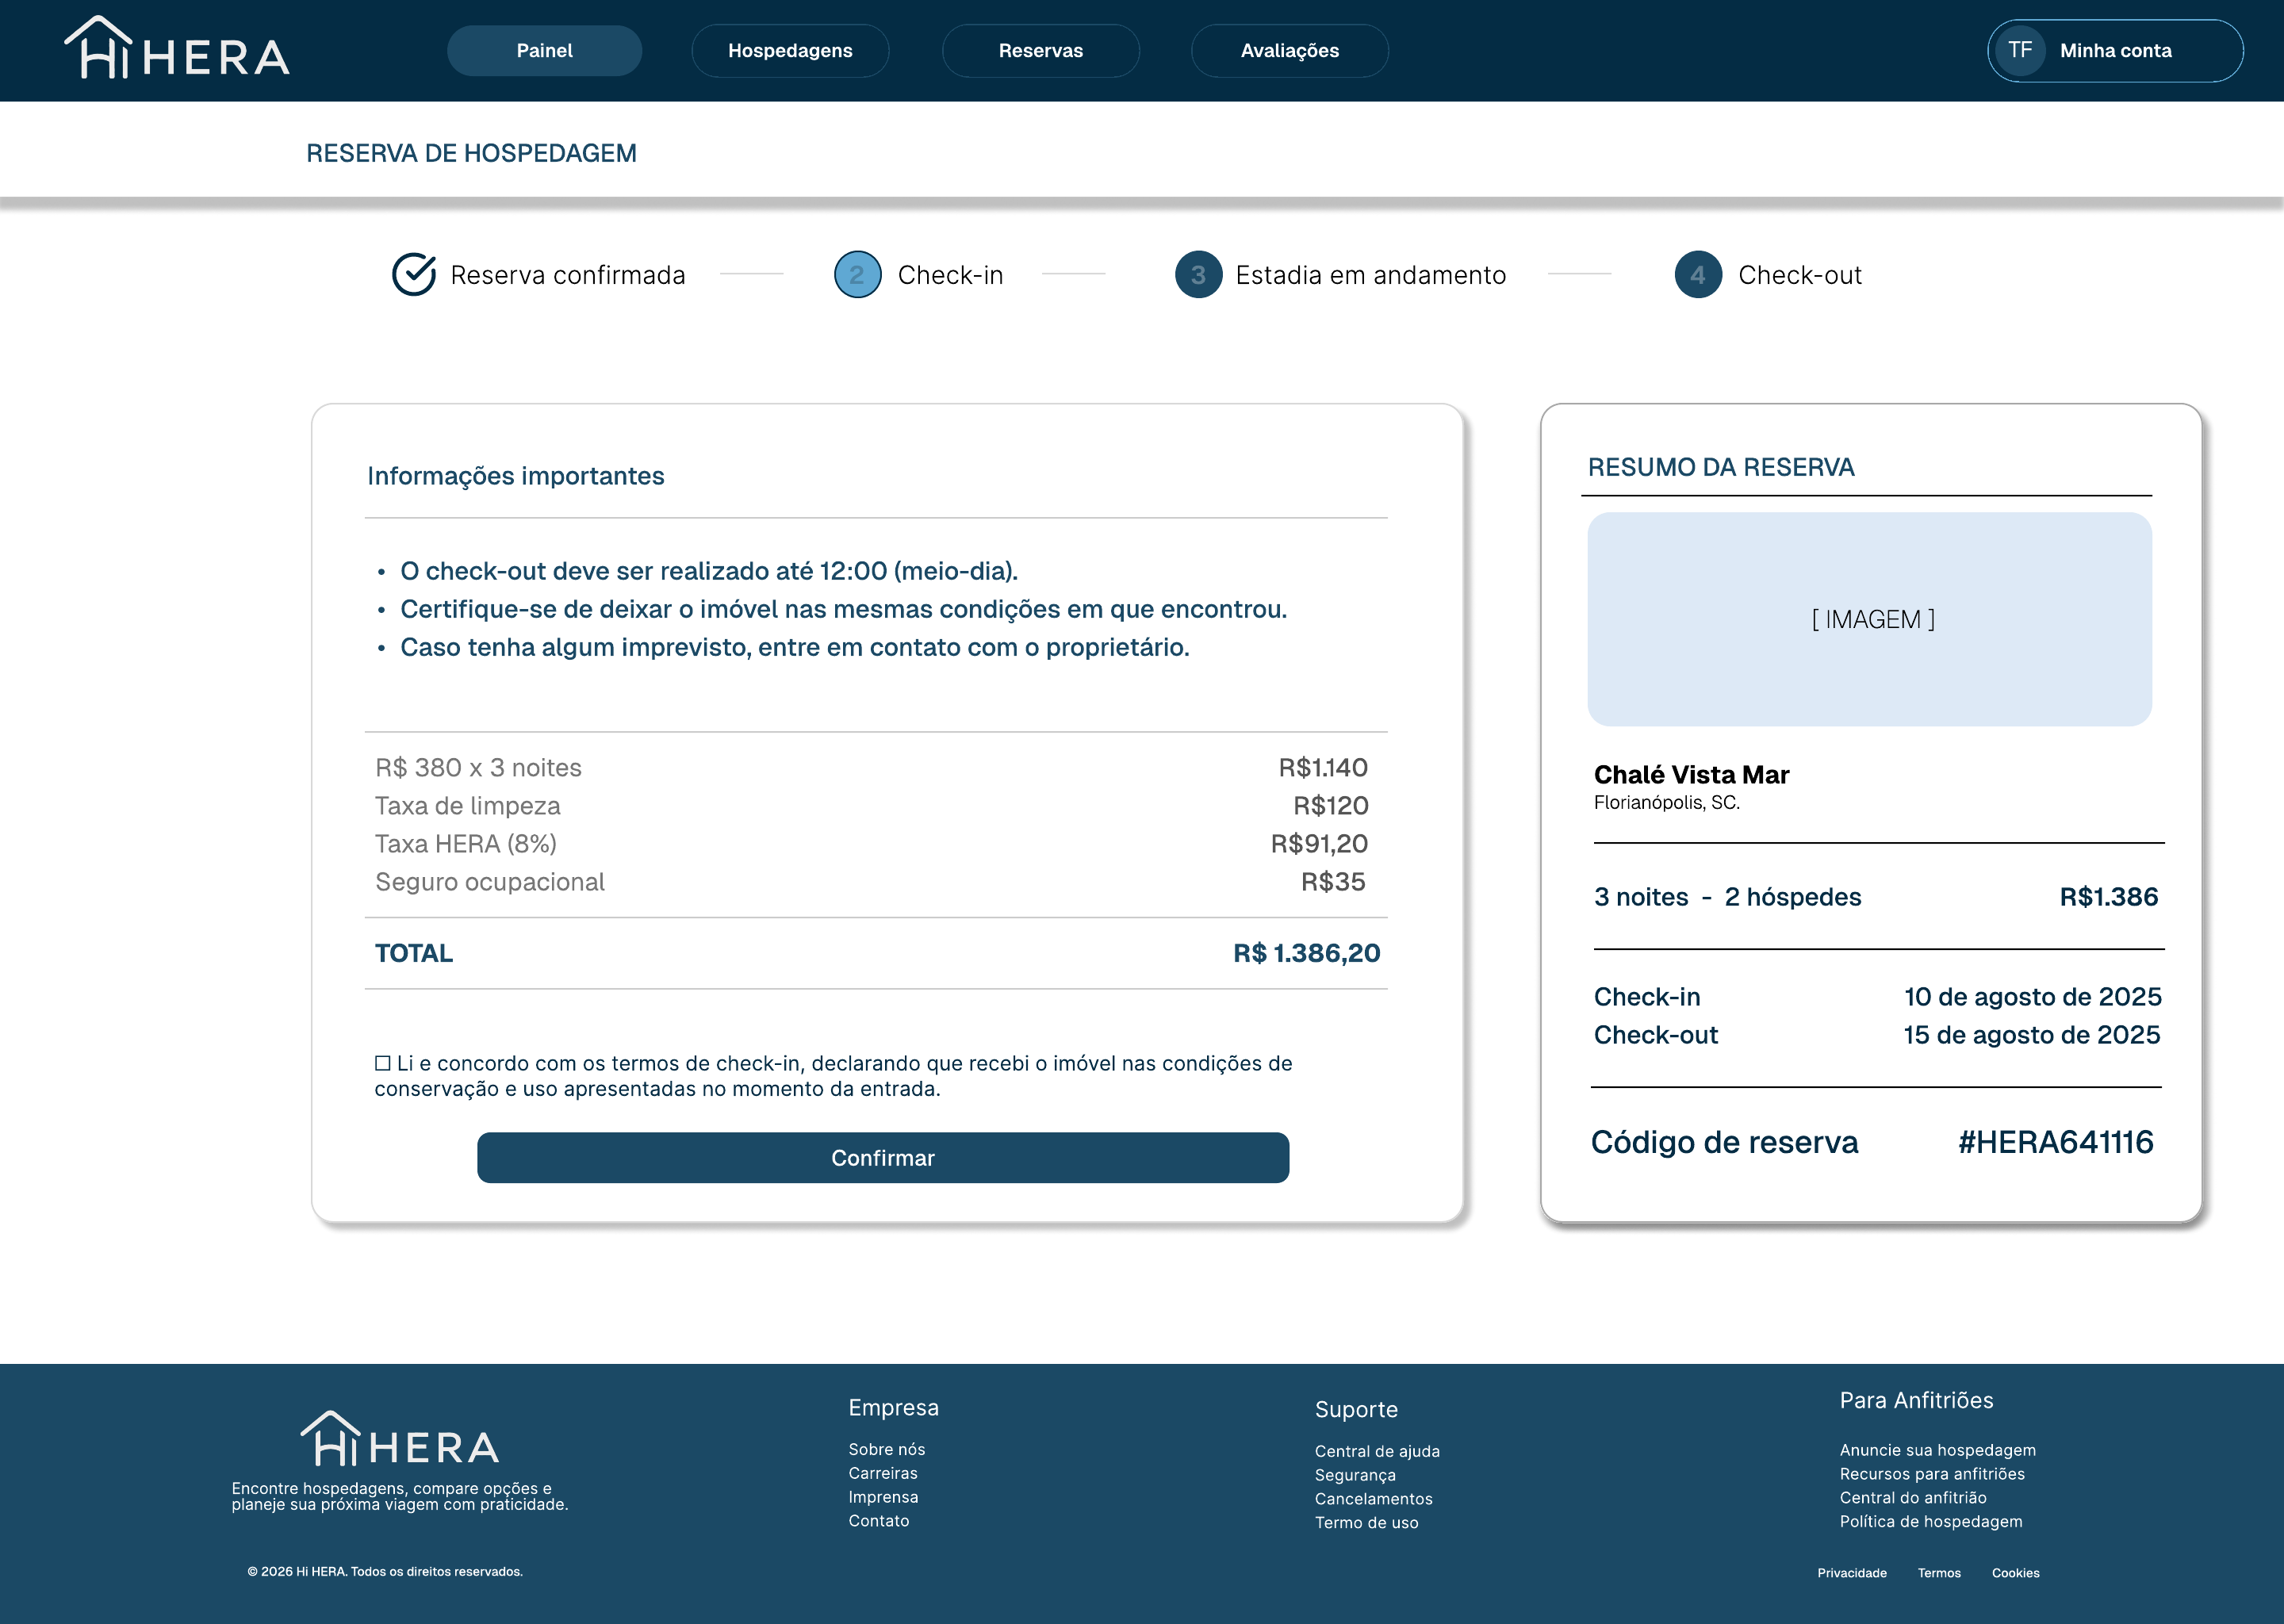 Hi HERA
Painel
Hospedagens
Reservas
Avaliações
TF
Minha conta
RESERVA DE HOSPEDAGEM
Reserva confirmada
2 Check-in
3 Estadia em andamento
4 Check-out
Informações importantes
• O check-out deve ser realizado até 12:00 (meio-dia).
• Certifique-se de deixar o imóvel nas mesmas condições em que encontrou.
• Caso tenha algum imprevisto, entre em contato com o proprietário.
R$ 380 x 3 noites R$1.140
Taxa de limpeza R$120
Taxa HERA (8%) R$91,20
Seguro ocupacional R$35
TOTAL R$ 1.386,20
☐ Li e concordo com os termos de check-in, declarando que recebi o imóvel nas condições de
conservação e uso apresentadas no momento da entrada.
Confirmar
RESUMO DA RESERVA
[ IMAGEM ]
Chalé Vista Mar
Florianópolis, SC.
3 noites - 2 hóspedes R$1.386
Check-in 10 de agosto de 2025
Check-out 15 de agosto de 2025
Código de reserva #HERA641116
Hi HERA
Encontre hospedagens, compare opções e
planeje sua próxima viagem com praticidade.
© 2026 Hi HERA. Todos os direitos reservados.
Empresa
Sobre nós
Carreiras
Imprensa
Contato
Suporte
Central de ajuda
Segurança
Cancelamentos
Termo de uso
Para Anfitriões
Anuncie sua hospedagem
Recursos para anfitriões
Central do anfitrião
Política de hospedagem
Privacidade
Termos
Cookies